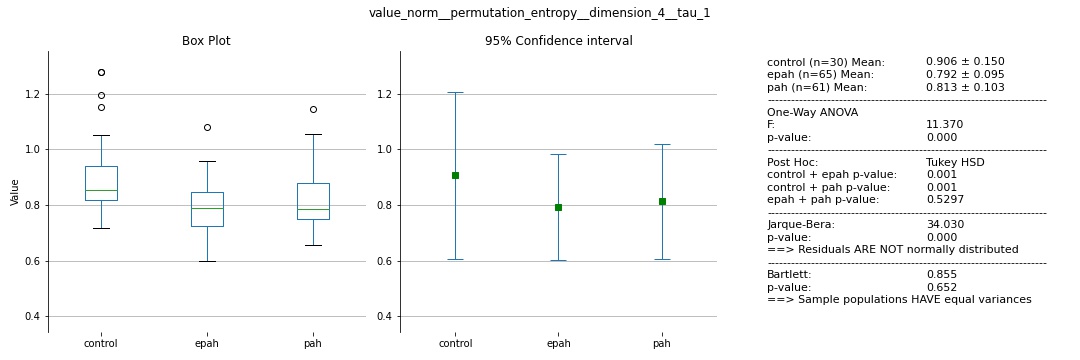 value_norm__permutation_entropy__dimension_4__tau_1
Box Plot
Value
1.2
1.0
0.8
0.6
0.4
control epah pah
95% Confidence interval
1.2
1.0
0.8
0.6
0.4
control epah pah
control (n=30) Mean: 0.906 ± 0.150
epah (n=65) Mean: 0.792 ± 0.095
pah (n=61) Mean: 0.813 ± 0.103
One-Way ANOVA
F: 11.370
p-value: 0.000
Post Hoc: Tukey HSD
control + epah p-value: 0.001
control + pah p-value: 0.001
epah + pah p-value: 0.5297
Jarque-Bera: 34.030
p-value: 0.000
==> Residuals ARE NOT normally distributed
Bartlett: 0.855
p-value: 0.652
==> Sample populations HAVE equal variances